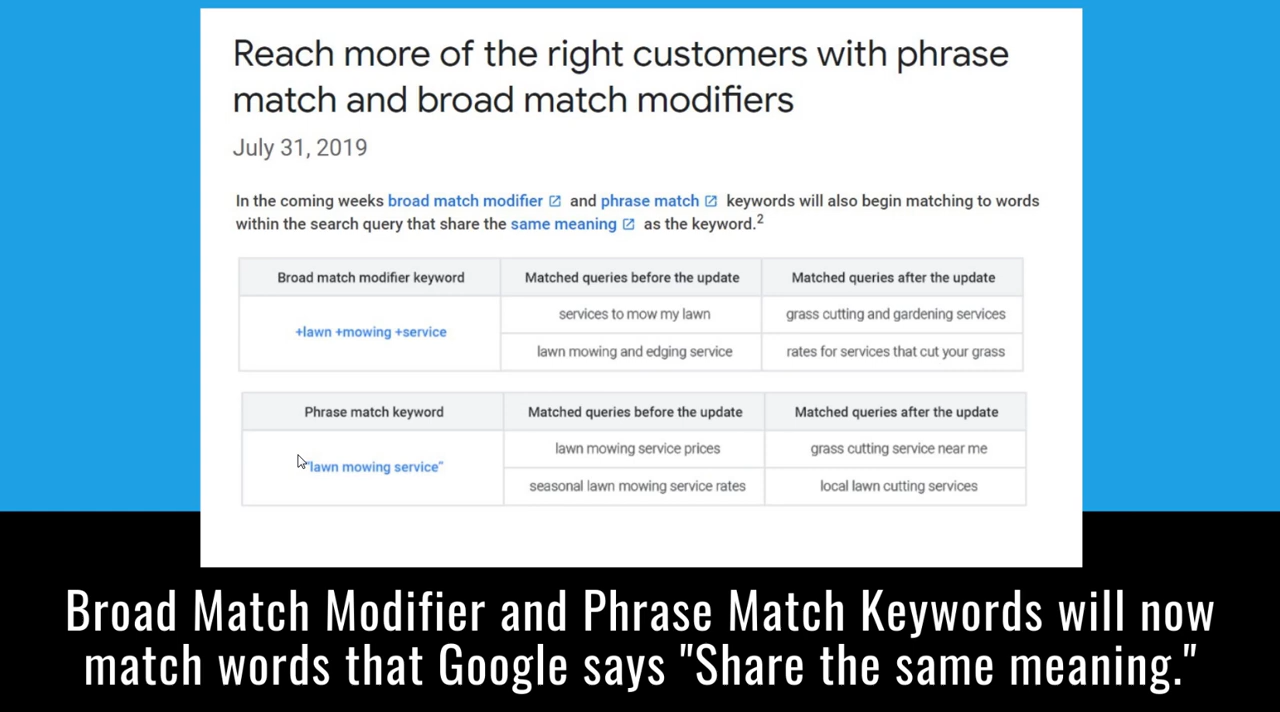 Reach more of the right customers with phrase
match and broad match modifiers
July 31, 2019
In the coming weeks broad match modifier and phrase match keywords will also begin matching to words
within the search query that share the same meaning as the keyword.2
Broad match modifier keyword Matched queries before the update Matched queries after the update
+lawn +mowing +service
services to mow my lawn grass cutting and gardening services
lawn mowing and edging service rates for services that cut your grass
Phrase match keyword Matched queries before the update Matched queries after the update
"lawn mowing service"
lawn mowing service prices grass cutting service near me
seasonal lawn mowing service rates local lawn cutting services
Broad Match Modifier and Phrase Match Keywords will now
match words that Google says "Share the same meaning."